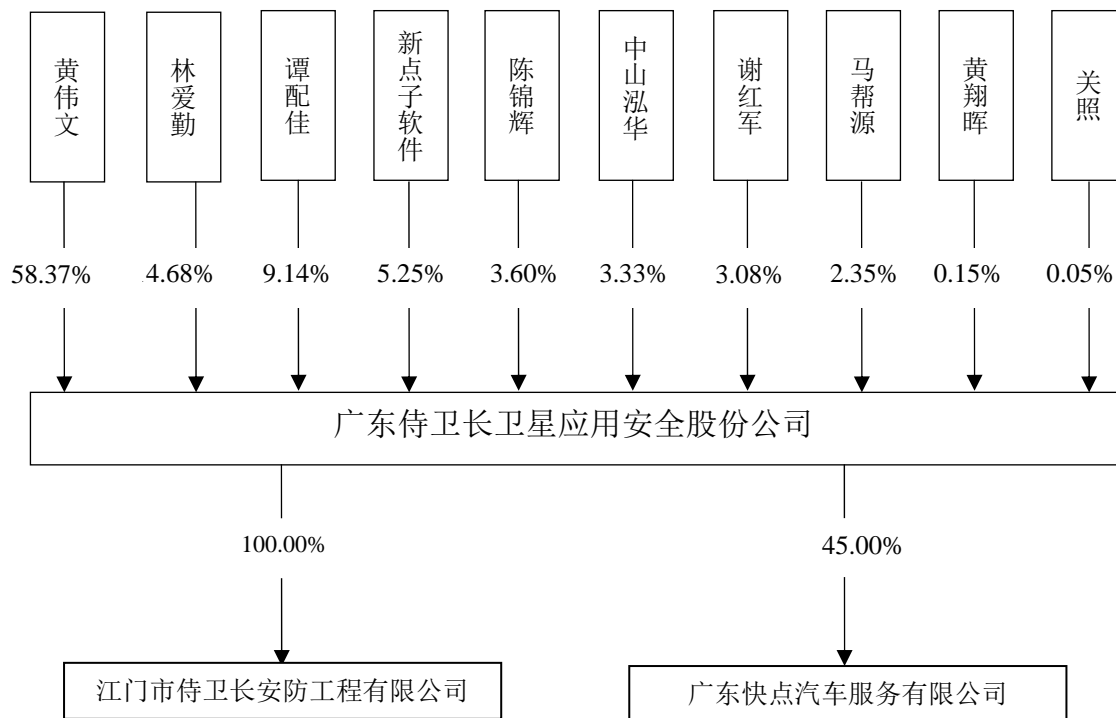 黄伟文
林爱勤
谭配佳
新点子软件
陈锦辉
中山泓华
谢红军
马帮源
黄翔晖
关照
58.37%
4.68%
9.14%
5.25%
3.60%
3.33%
3.08%
2.35%
0.15%
0.05%
广东侍卫长卫星应用安全股份公司
100.00%
45.00%
江门市侍卫长安防工程有限公司
广东快点汽车服务有限公司